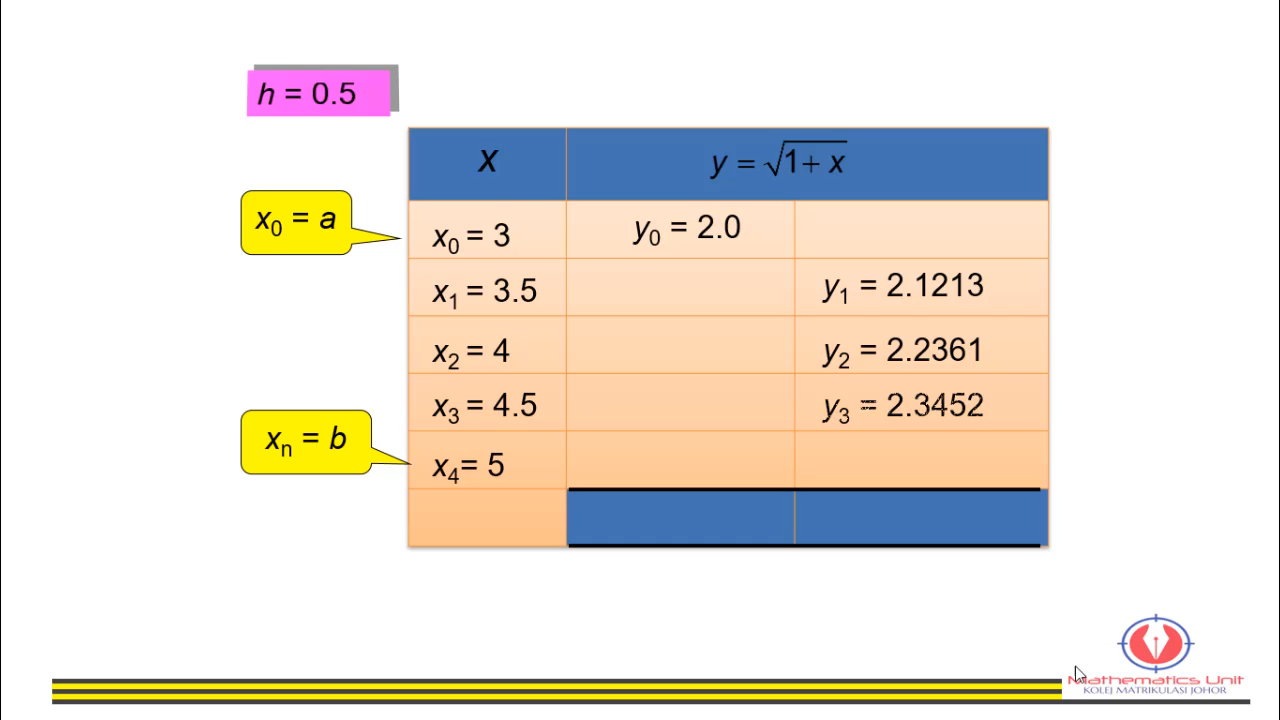 h = 0.5
x y = √1 + x
x₀ = a
x₀ = 3 y₀ = 2.0
x₁ = 3.5 y₁ = 2.1213
x₂ = 4 y₂ = 2.2361
x₃ = 4.5 y₃ = 2.3452
xₙ = b
x₄= 5
Mathematics Unit
KOLEJ MATRIKULASI JOHOR